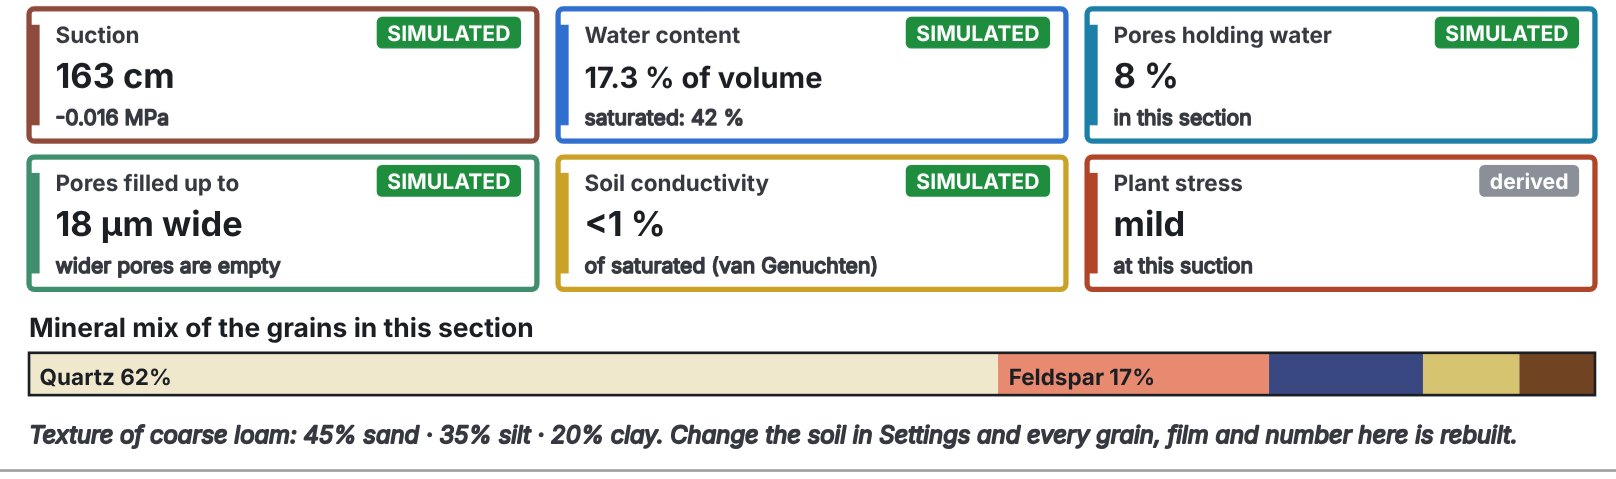 Suction SIMULATED
163 cm
-0.016 MPa
Water content SIMULATED
17.3 % of volume
saturated: 42 %
Pores holding water SIMULATED
8 %
in this section
Pores filled up to SIMULATED
18 µm wide
wider pores are empty
Soil conductivity SIMULATED
<1 %
of saturated (van Genuchten)
Plant stress derived
mild
at this suction
Mineral mix of the grains in this section
Quartz 62% Feldspar 17%
Texture of coarse loam: 45% sand · 35% silt · 20% clay. Change the soil in Settings and every grain, film and number here is rebuilt.